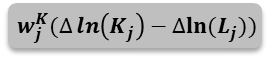 w_j^K(Δ ln(K_j) − Δln(L_j))